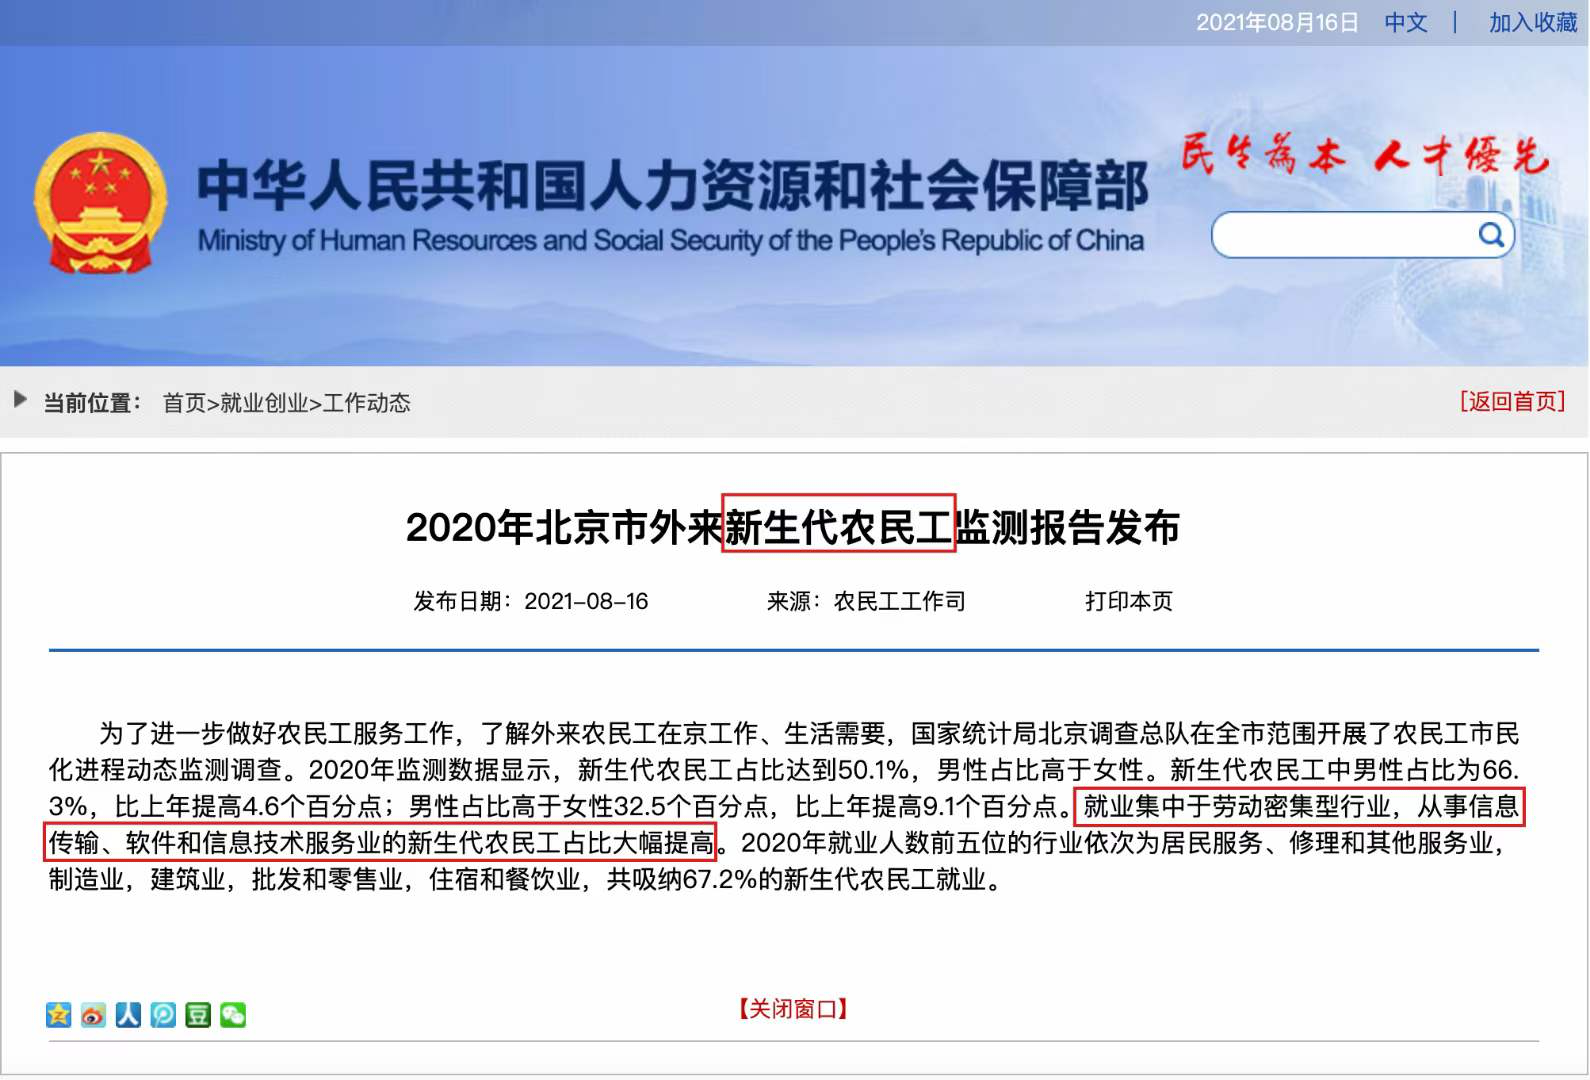 2021年08月16日 中文 | 加入收藏
民生為本 人才優先
中华人民共和国人力资源和社会保障部
Ministry of Human Resources and Social Security of the People's Republic of China
当前位置： 首页>就业创业>工作动态
[返回首页]
2020年北京市外来新生代农民工监测报告发布
发布日期：2021-08-16 来源：农民工工作司 打印本页
为了进一步做好农民工服务工作，了解外来农民工在京工作、生活需要，国家统计局北京调查总队在全市范围开展了农民工市民
化进程动态监测调查。2020年监测数据显示，新生代农民工占比达到50.1%，男性占比高于女性。新生代农民工中男性占比为66.
3%，比上年提高4.6个百分点；男性占比高于女性32.5个百分点，比上年提高9.1个百分点。就业集中于劳动密集型行业，从事信息
传输、软件和信息技术服务业的新生代农民工占比大幅提高。2020年就业人数前五位的行业依次为居民服务、修理和其他服务业，
制造业，建筑业，批发和零售业，住宿和餐饮业，共吸纳67.2%的新生代农民工就业。
豆
【关闭窗口】